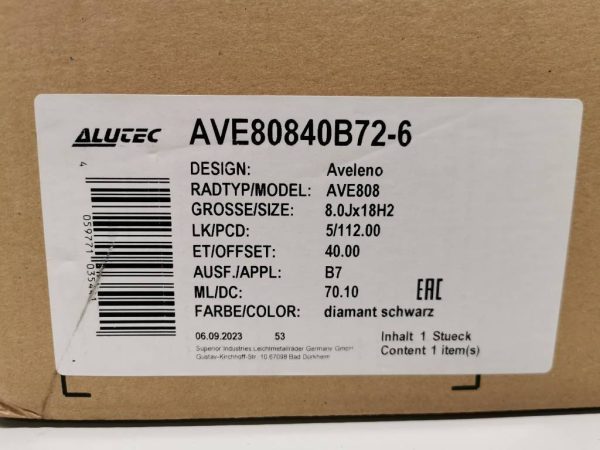 ALUTEC
AVE80840B72-6
DESIGN: Aveleno
RADTYP/MODEL: AVE808
GROSSE/SIZE: 8.0Jx18H2
LK/PCD: 5/112.00
ET/OFFSET: 40.00
AUSF./APPL: B7
ML/DC: 70.10
FARBE/COLOR: diamant schwarz
EAC
4
059771
06.09.2023 53
Superior Industries Leichtmetallräder Germany GmbH
Gustav-Kirchhoff-Str. 10 67098 Bad Dürkheim
Inhalt 1 Stueck
Content 1 item(s)